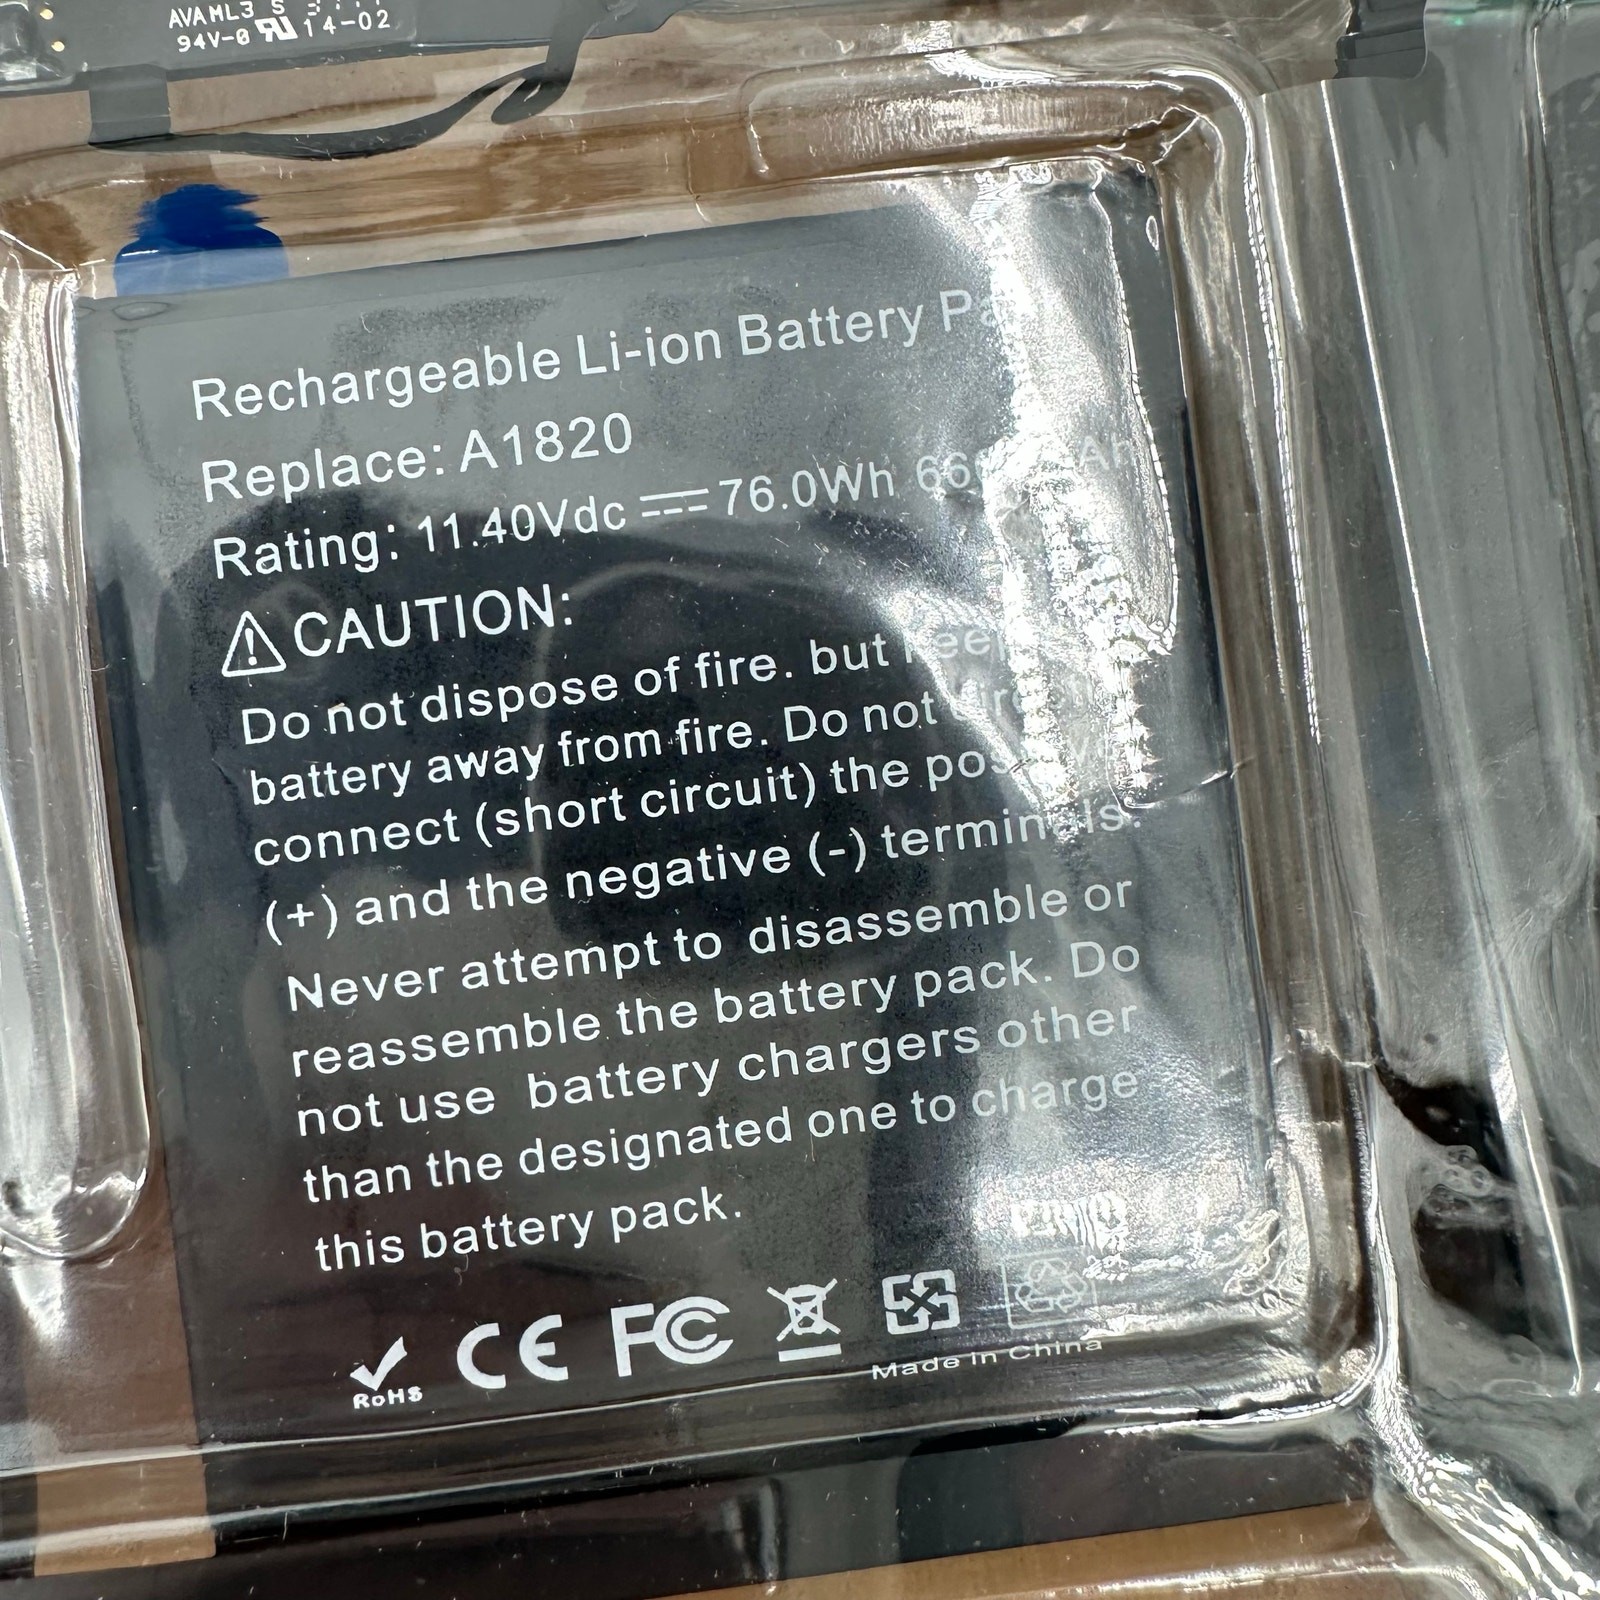 AVAML3 S
94V-0 14-02
Rechargeable Li-ion Battery
Replace: A1820
Rating: 11.40Vdc ⎓ 76.0Wh
⚠CAUTION:
Do not dispose of fire. but keep
battery away from fire. Do not
connect (short circuit) the positive
(+) and the negative (-) terminals.
Never attempt to disassemble or
reassemble the battery pack. Do
not use battery chargers other
than the designated one to charge
this battery pack.
RoHS CE FC
Made in China